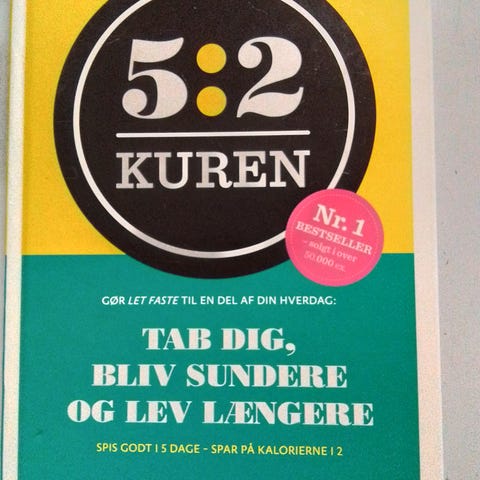 5:2
KUREN
Nr. 1
BESTSELLER
– solgt i over
50.000 ex.
GØR LET FASTE TIL EN DEL AF DIN HVERDAG:
TAB DIG,
BLIV SUNDERE
OG LEV LÆNGERE
SPIS GODT I 5 DAGE – SPAR PÅ KALORIERNE I 2